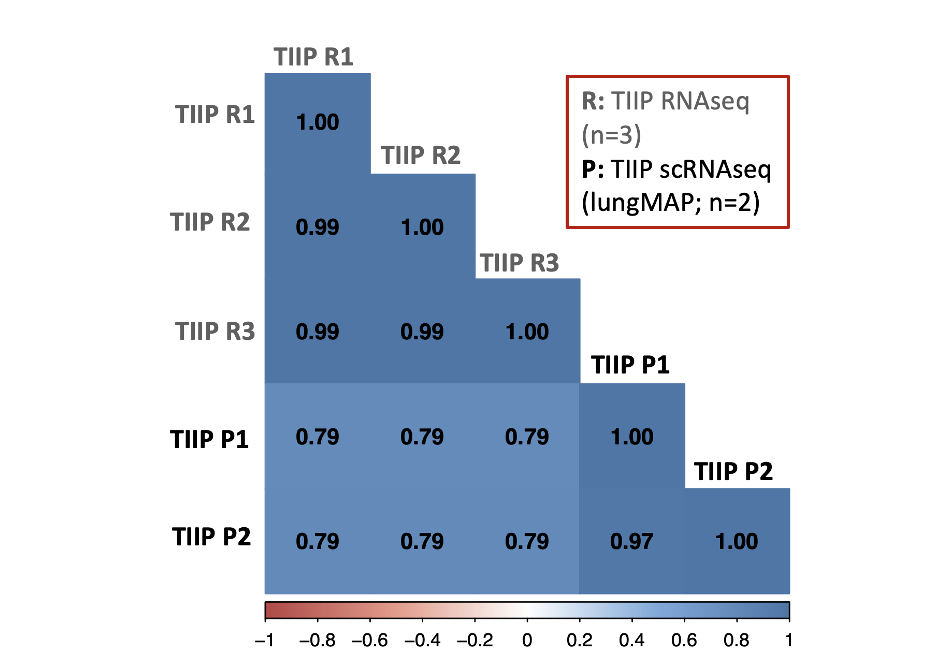 TIIP R1
R: TIIP RNAseq
(n=3)
P: TIIP scRNAseq
(lungMAP; n=2)
TIIP R1
1.00
TIIP R2
TIIP R2
0.99 1.00
TIIP R3
TIIP R3
0.99 0.99 1.00
TIIP P1
TIIP P1
0.79 0.79 0.79 1.00
TIIP P2
TIIP P2
0.79 0.79 0.79 0.97 1.00
−1 −0.8 −0.6 −0.4 −0.2 0 0.2 0.4 0.6 0.8 1